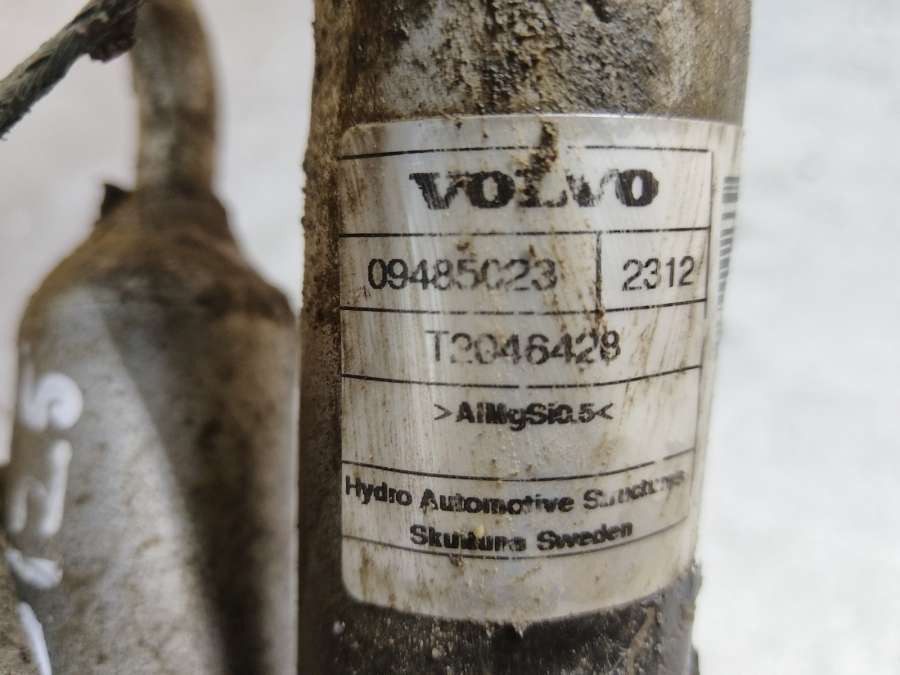 VOLVO
09485023 2312
T2046428
>AlMgSi0.5<
Hydro Automotive Structures
Skultuna Sweden